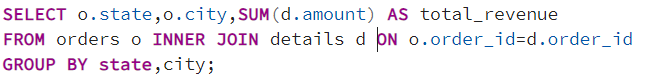 SELECT o.state,o.city,SUM(d.amount) AS total_revenue
FROM orders o INNER JOIN details d ON o.order_id=d.order_id
GROUP BY state,city;